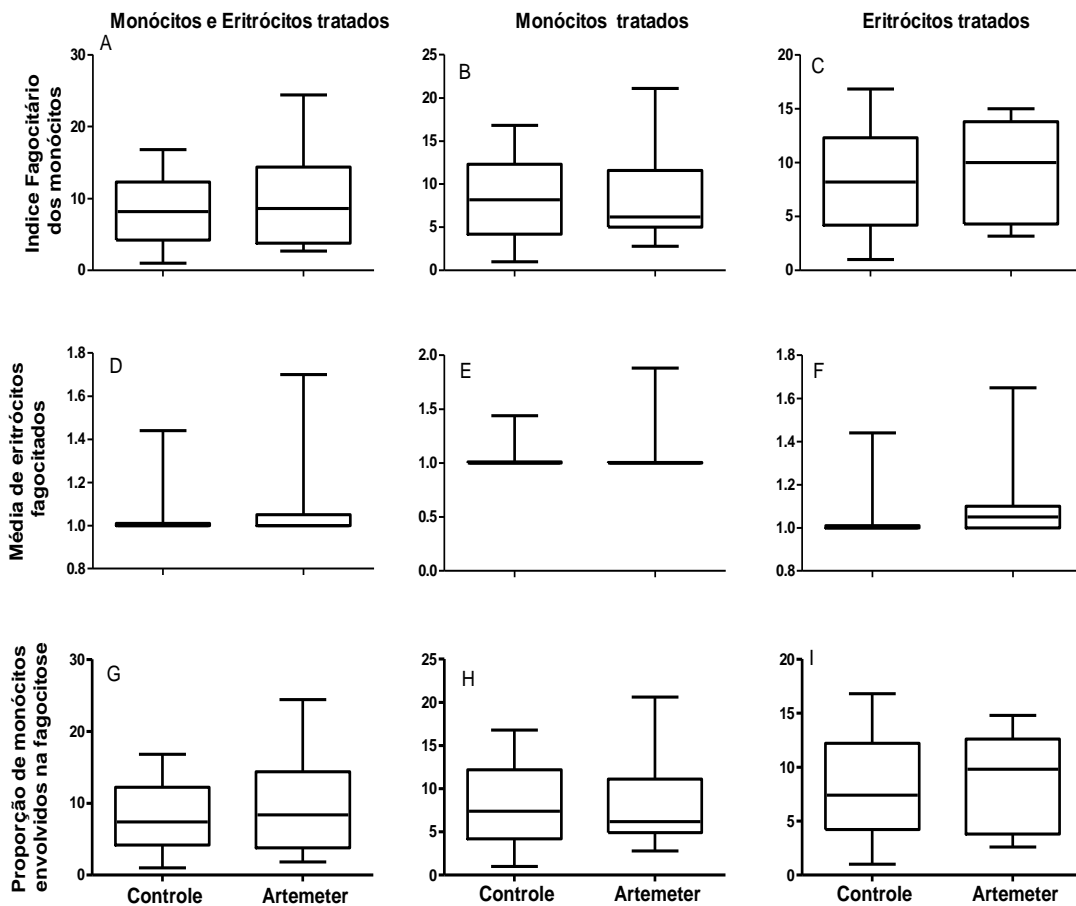 Monócitos e Eritrócitos tratados
Monócitos tratados
Eritrócitos tratados
Indice Fagocitário
dos monócitos
A
30
20
10
0
B
25
20
15
10
5
0
C
20
15
10
5
0
Média de eritrócitos
fagocitados
D
1.8
1.6
1.4
1.2
1.0
0.8
E
2.0
1.5
1.0
0.5
0.0
F
1.8
1.6
1.4
1.2
1.0
0.8
Proporção de monócitos
envolvidos na fagocitose
G
30
20
10
0
H
25
20
15
10
5
0
I
20
15
10
5
0
Controle Artemeter
Controle Artemeter
Controle Artemeter